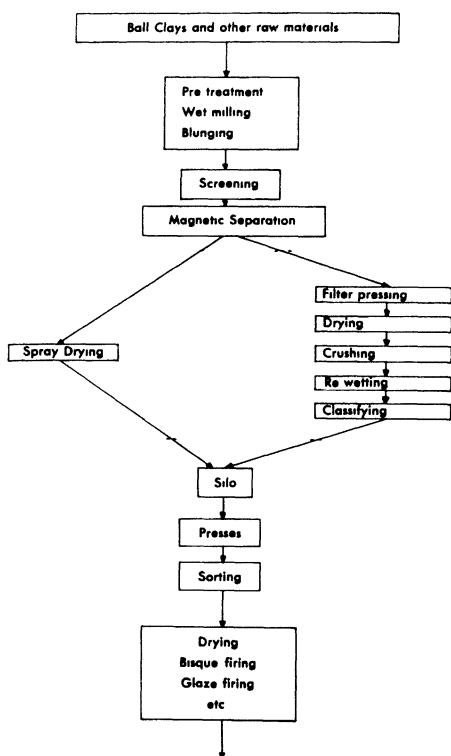 Ball Clays and other raw materials
Pre treatment
Wet milling
Blunging
Screening
Magnetic Separation
Spray Drying
Filter pressing
Drying
Crushing
Re wetting
Classifying
Silo
Presses
Sorting
Drying
Bisque firing
Glaze firing
etc